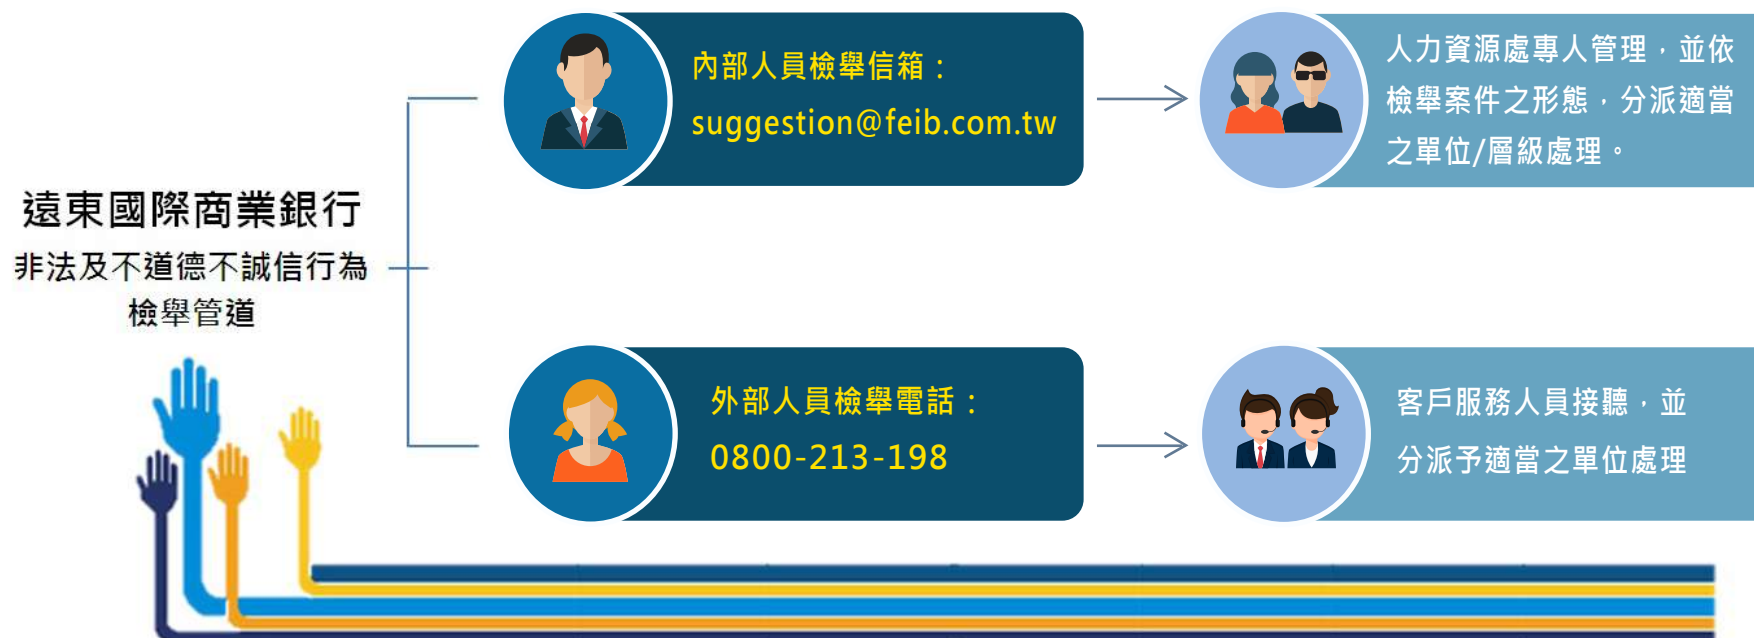 遠東國際商業銀行
非法及不道德不誠信行為
檢舉管道
內部人員檢舉信箱：
suggestion@feib.com.tw
人力資源處專人管理，並依
檢舉案件之形態，分派適當
之單位/層級處理。
外部人員檢舉電話：
0800-213-198
客戶服務人員接聽，並
分派予適當之單位處理